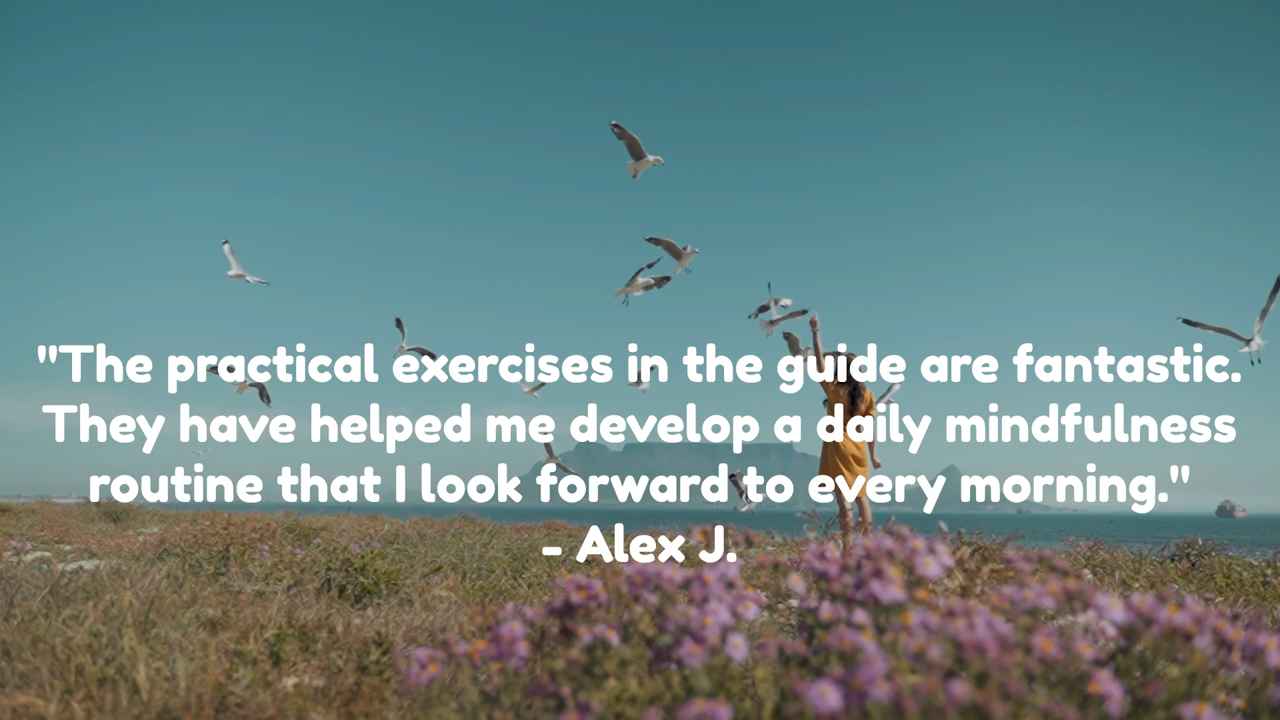 "The practical exercises in the guide are fantastic.
They have helped me develop a daily mindfulness
routine that I look forward to every morning."
- Alex J.